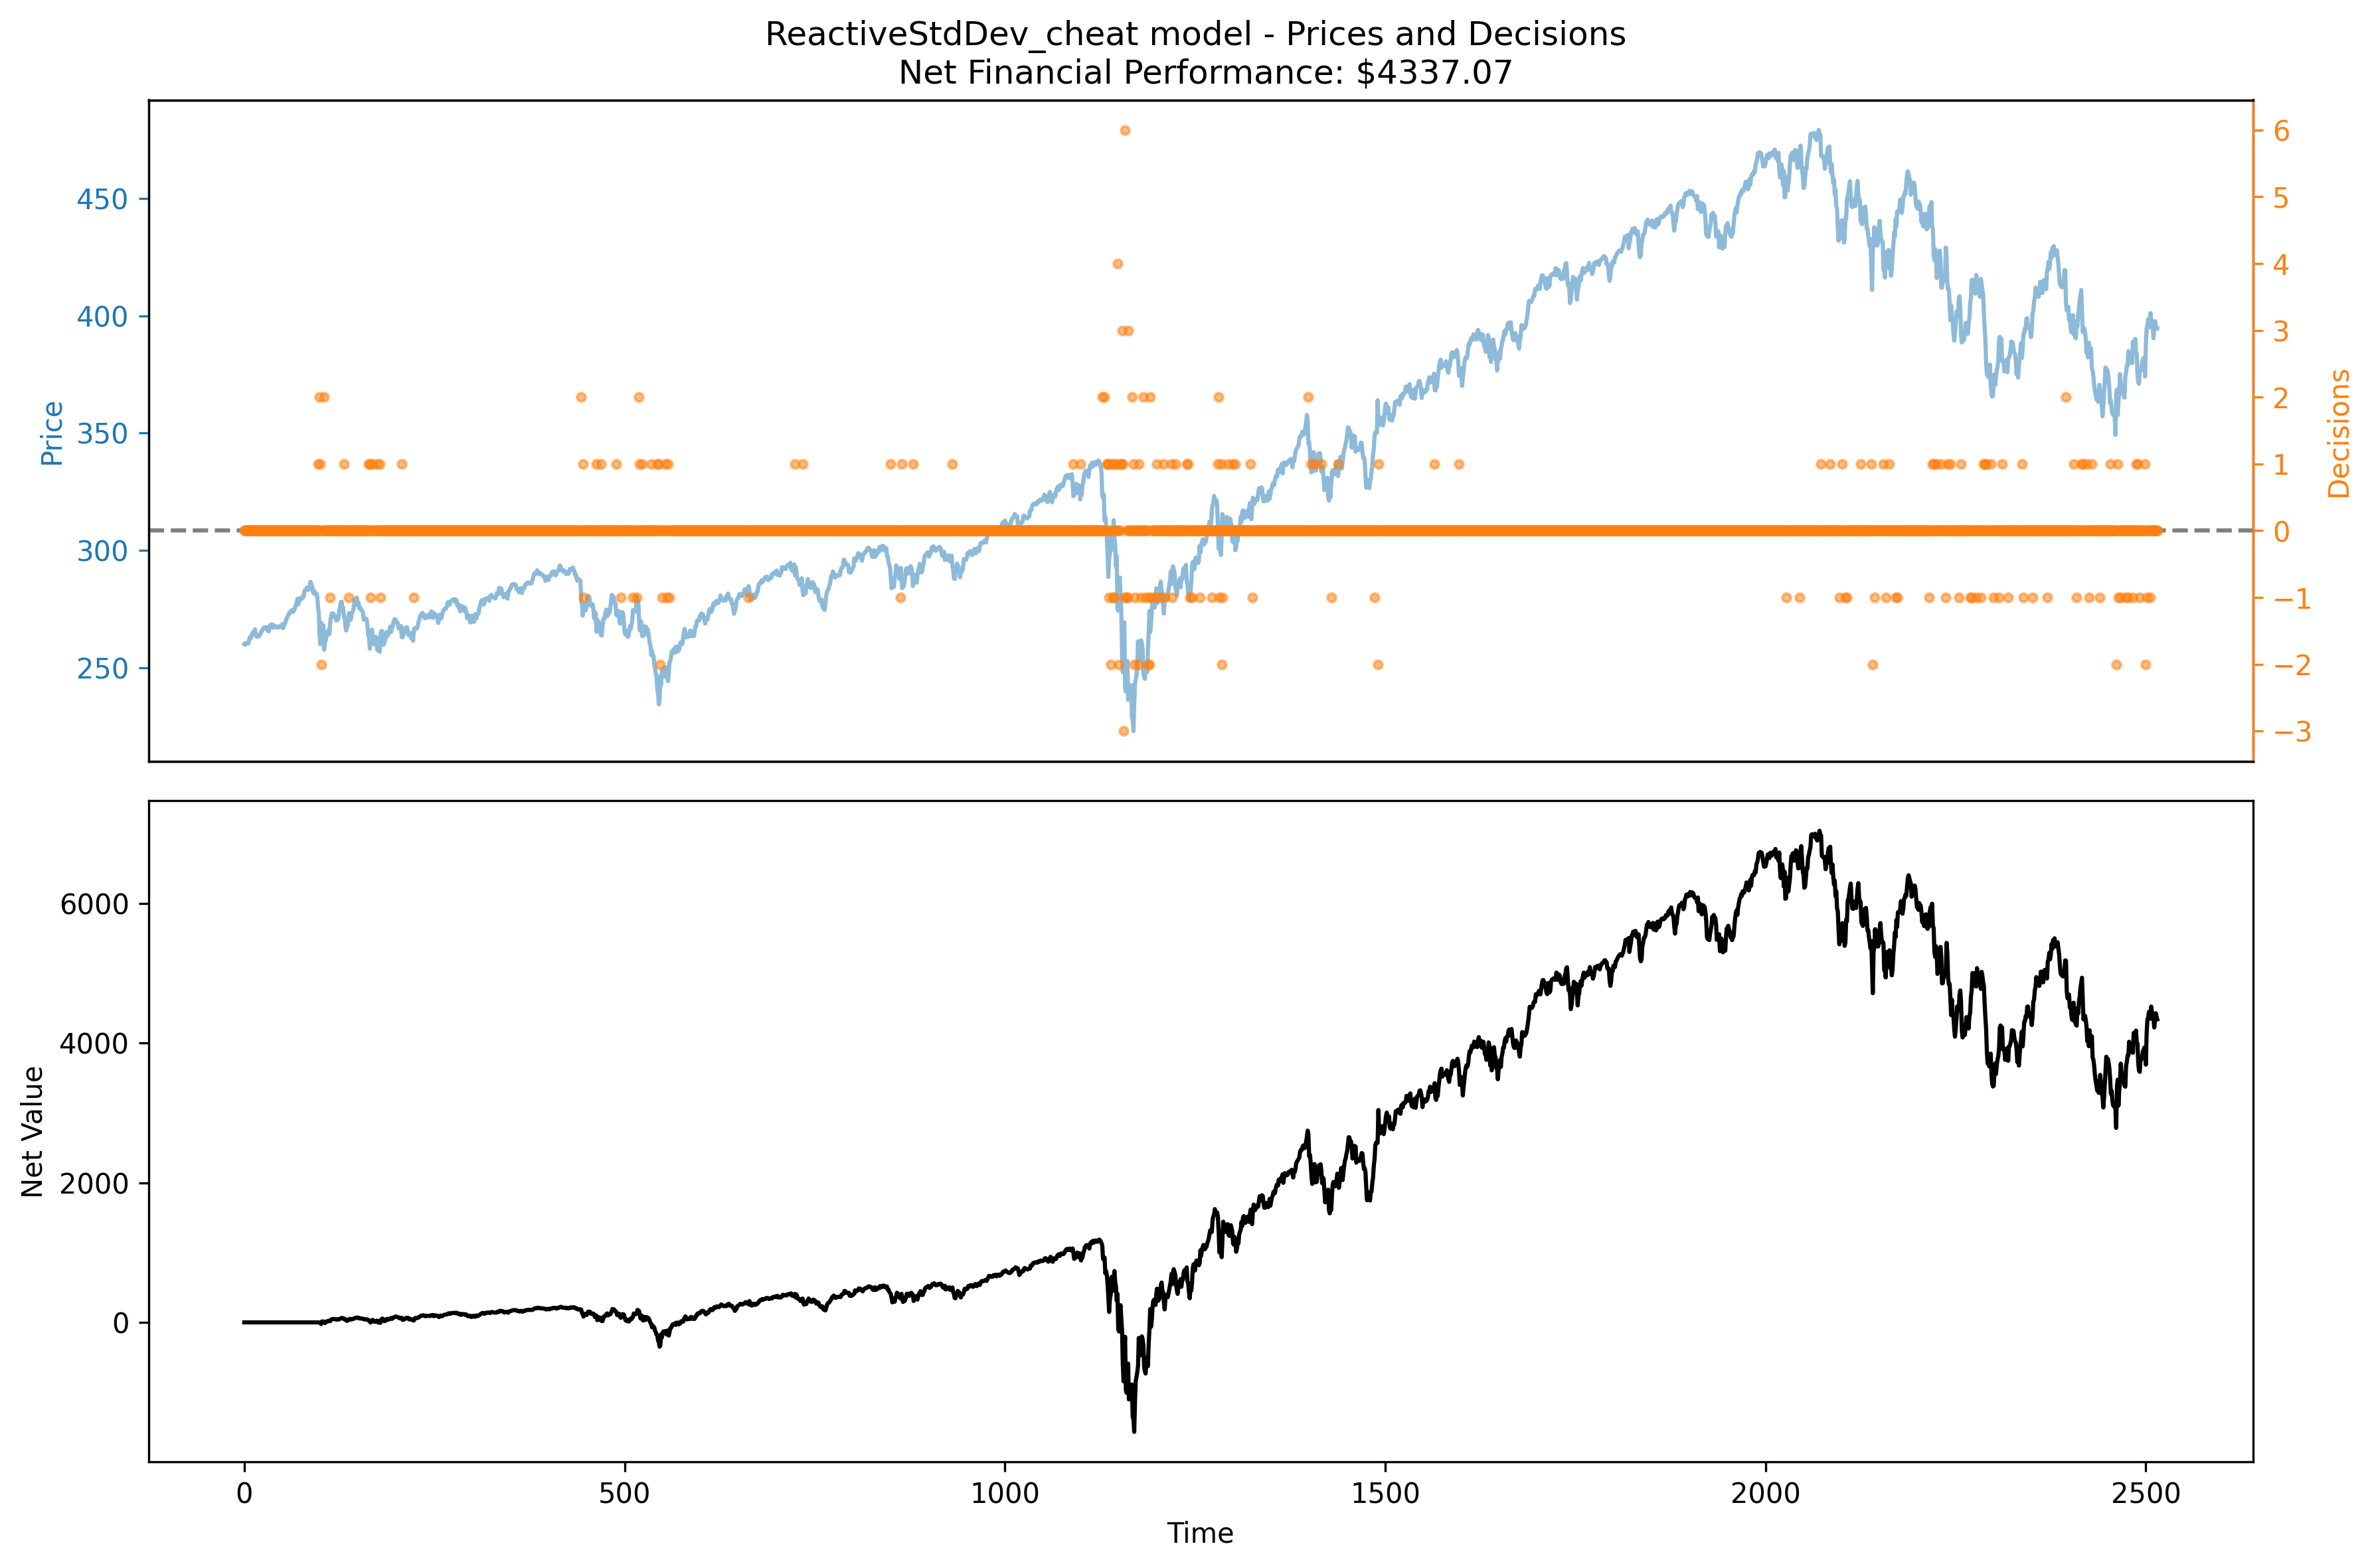 ReactiveStdDev_cheat model - Prices and Decisions
Net Financial Performance: $4337.07
Price
450
400
350
300
250
6
5
4
3
2
1
0
−1
−2
−3
Decisions
Net Value
6000
4000
2000
0
0 500 1000 1500 2000 2500
Time